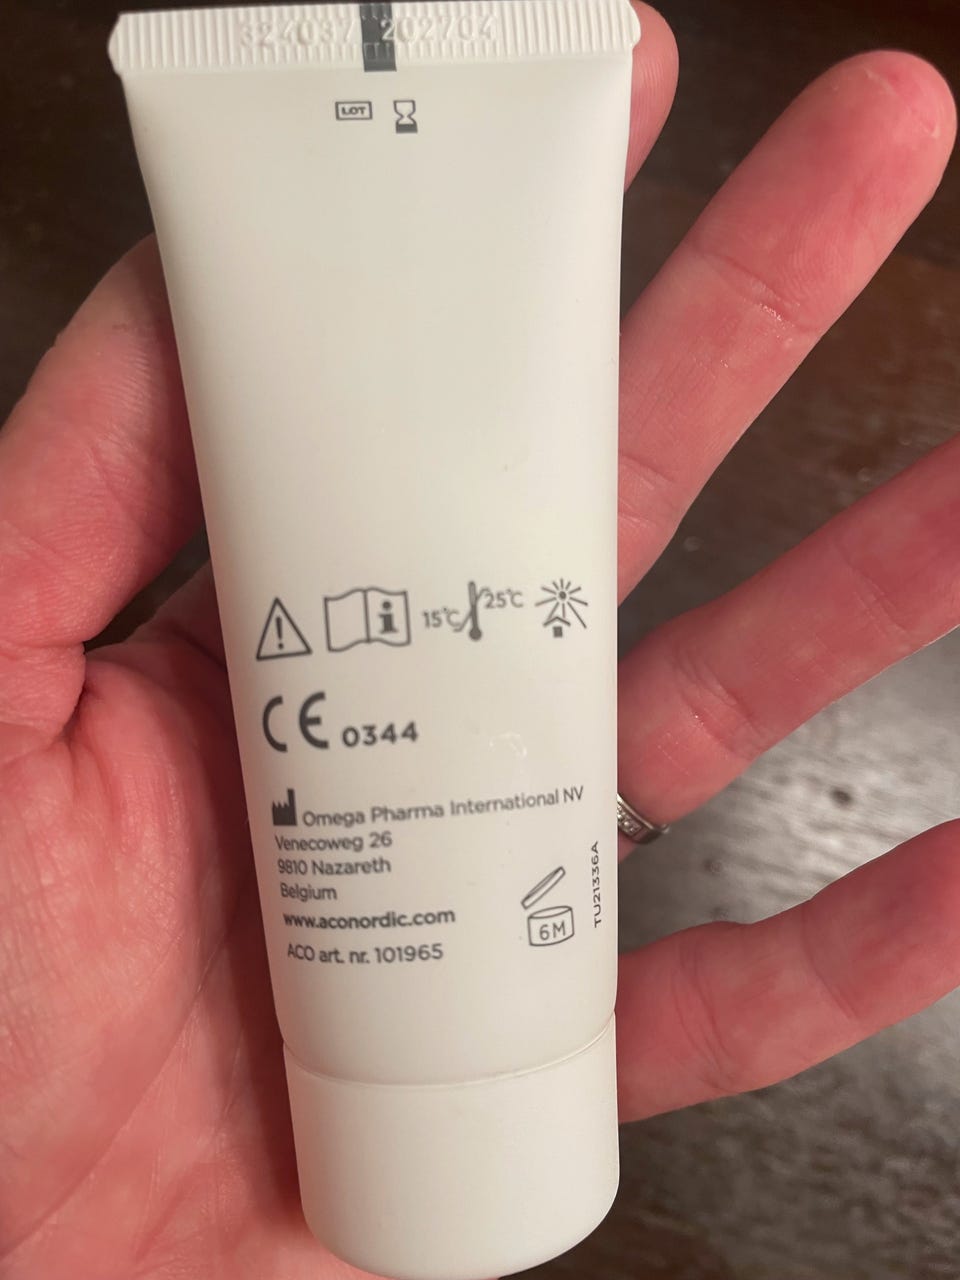 324037 202704
LOT
15°C 25°C
CE 0344
Omega Pharma International NV
Venecoweg 26
9810 Nazareth
Belgium
www.aconordic.com
ACO art. nr. 101965
6M
TU21336A